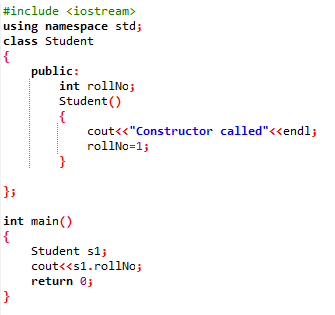 #include <iostream>
using namespace std;
class Student
{
public:
int rollNo;
Student()
{
cout<<"Constructor called"<<endl;
rollNo=1;
}
};
int main()
{
Student s1;
cout<<s1.rollNo;
return 0;
}